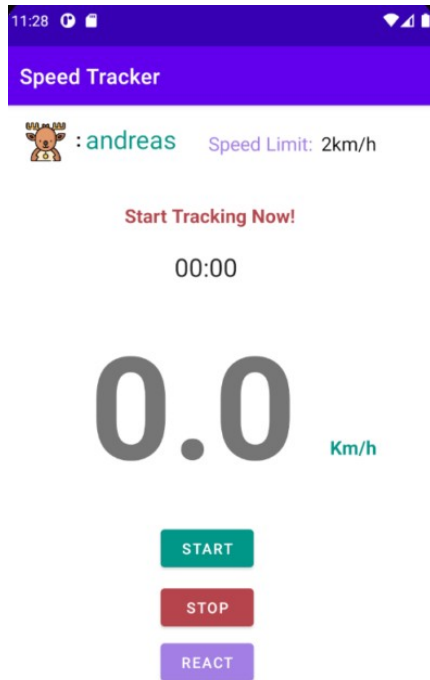 11:28
Speed Tracker
: andreas Speed Limit: 2km/h
Start Tracking Now!
00:00
0.0 Km/h
START
STOP
REACT